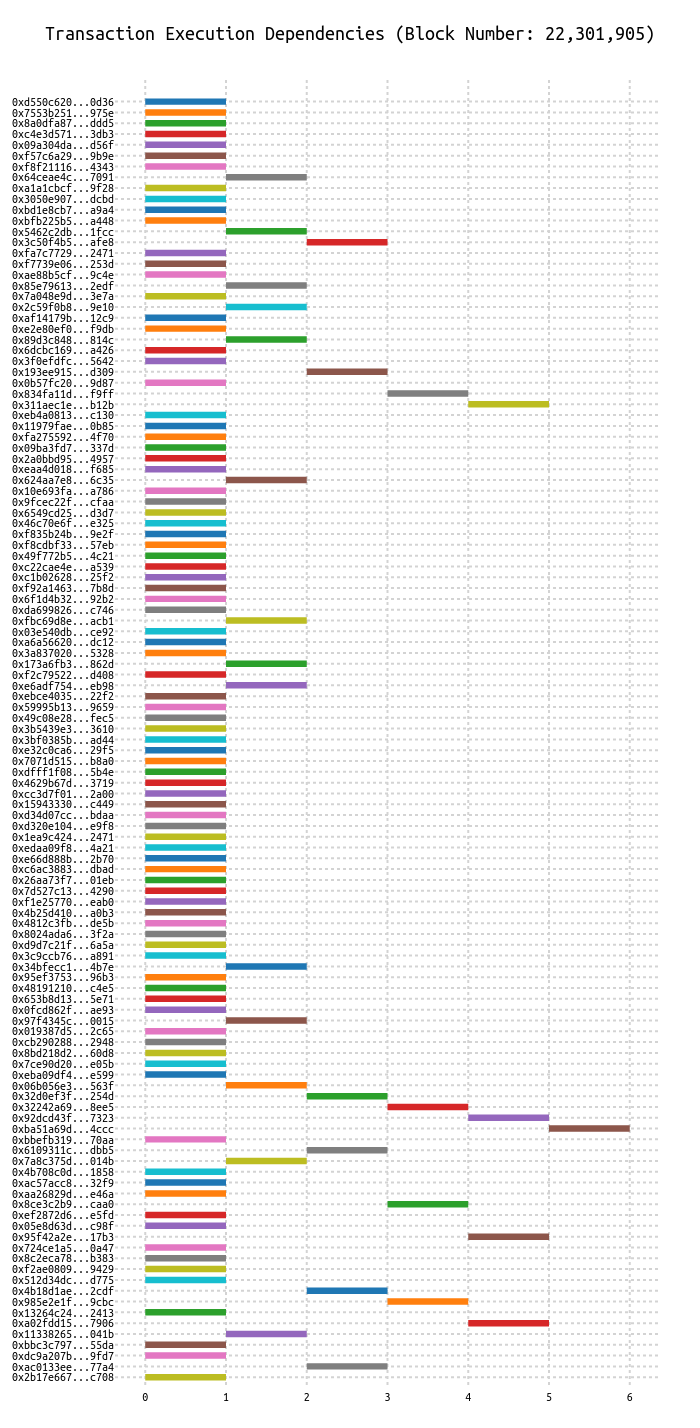 Transaction Execution Dependencies (Block Number: 22,301,905)
0xd550c620...0d36
0x7553b251...975e
0x8a0dfa87...ddd5
0xc4e3d571...3db3
0x09a304da...d56f
0xf57c6a29...9b9e
0xf8f21116...4343
0x64ceae4c...7091
0xa1a1cbcf...9f28
0x3050e907...dcbd
0xbd1e8cb7...a9a4
0xbfb225b5...a448
0x5462c2db...1fcc
0x3c50f4b5...afe8
0xfa7c7729...2471
0xf7739e06...253d
0xae88b5cf...9c4e
0x85e79613...2edf
0x7a048e9d...3e7a
0x2c59f0b8...9e10
0xaf14179b...12c9
0xe2e80ef0...f9db
0x89d3c848...814c
0x6dcbc169...a426
0x3f0efdfc...5642
0x193ee915...d309
0x0b57fc20...9d87
0x834fa11d...f9ff
0x311aec1e...b12b
0xeb4a0813...c130
0x11979fae...0b85
0xfa275592...4f70
0x09ba3fd7...337d
0x2a0bbd95...4957
0xeaa4d018...f685
0x624aa7e8...6c35
0x10e693fa...a786
0x9fcec22f...cfaa
0x6549cd25...d3d7
0x46c70e6f...e325
0xf835b24b...9e2f
0xf8cdbf33...57eb
0x49f772b5...4c21
0xc22cae4e...a539
0xc1b02628...25f2
0xf92a1463...7b8d
0x6f1d4b32...92b2
0xda699826...c746
0xfbc69d8e...acb1
0x03e540db...ce92
0xa6a56620...dc12
0x3a837020...5328
0x173a6fb3...862d
0xf2c79522...d408
0xe6adf754...eb98
0xebce4035...22f2
0x59995b13...9659
0x49c08e28...fec5
0x3b5439e3...3610
0x3bf0385b...ad44
0xe32c0ca6...29f5
0x7071d515...b8a0
0xdfff1f08...5b4e
0x4629b67d...3719
0xcc3d7f01...2a00
0x15943330...c449
0xd34d07cc...bdaa
0xd320e104...e9f8
0x1ea9c424...2471
0xedaa09f8...4a21
0xe66d888b...2b70
0xc6ac3883...dbad
0x26aa73f7...01eb
0x7d527c13...4290
0xf1e25770...eab0
0x4b25d410...a0b3
0x4812c3fb...de5b
0x8024ada6...3f2a
0xd9d7c21f...6a5a
0x3c9ccb76...a891
0x34bfecc1...4b7e
0x95ef3753...96b3
0x48191210...c4e5
0x653b8d13...5e71
0x0fcd862f...ae93
0x97f4345c...0015
0x019387d5...2c65
0xcb290288...2948
0x8bd218d2...60d8
0x7ce90d20...e05b
0xeba09df4...e599
0x06b056e3...563f
0x32d0ef3f...254d
0x32242a69...8ee5
0x92dcd43f...7323
0xba51a69d...4ccc
0xbbefb319...70aa
0x6109311c...dbb5
0x7a8c375d...014b
0x4b708c0d...1858
0xac57acc8...32f9
0xaa26829d...e46a
0x8ce3c2b9...caa0
0xef2872d6...e5fd
0x05e8d63d...c98f
0x95f42a2e...17b3
0x724ce1a5...0a47
0x8c2eca78...b383
0xf2ae0809...9429
0x512d34dc...d775
0x4b18d1ae...2cdf
0x985e2e1f...9cbc
0x13264c24...2413
0xa02fdd15...7906
0x11338265...041b
0xbbc3c797...55da
0xdc9a207b...9fd7
0xac0133ee...77a4
0x2b17e667...c708
0 1 2 3 4 5 6